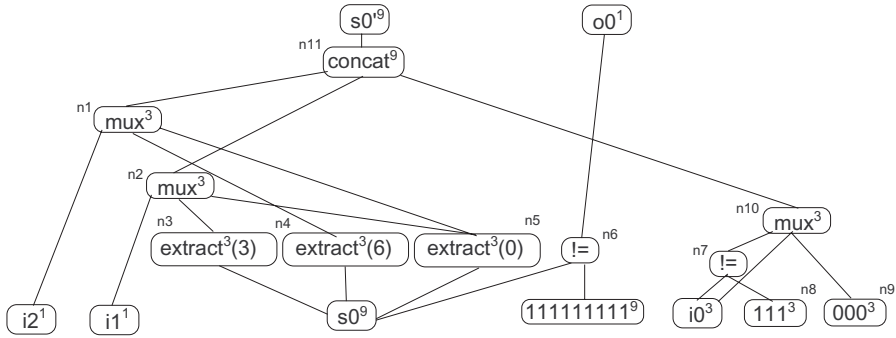 s0'⁹
o0¹
n11
concat⁹
n1
mux³
n2
mux³
n10
mux³
n3
extract³(3)
n4
extract³(6)
n5
extract³(0)
n6
!=
n7
!=
i2¹
i1¹
s0⁹
111111111⁹
i0³
n8
111³
n9
000³